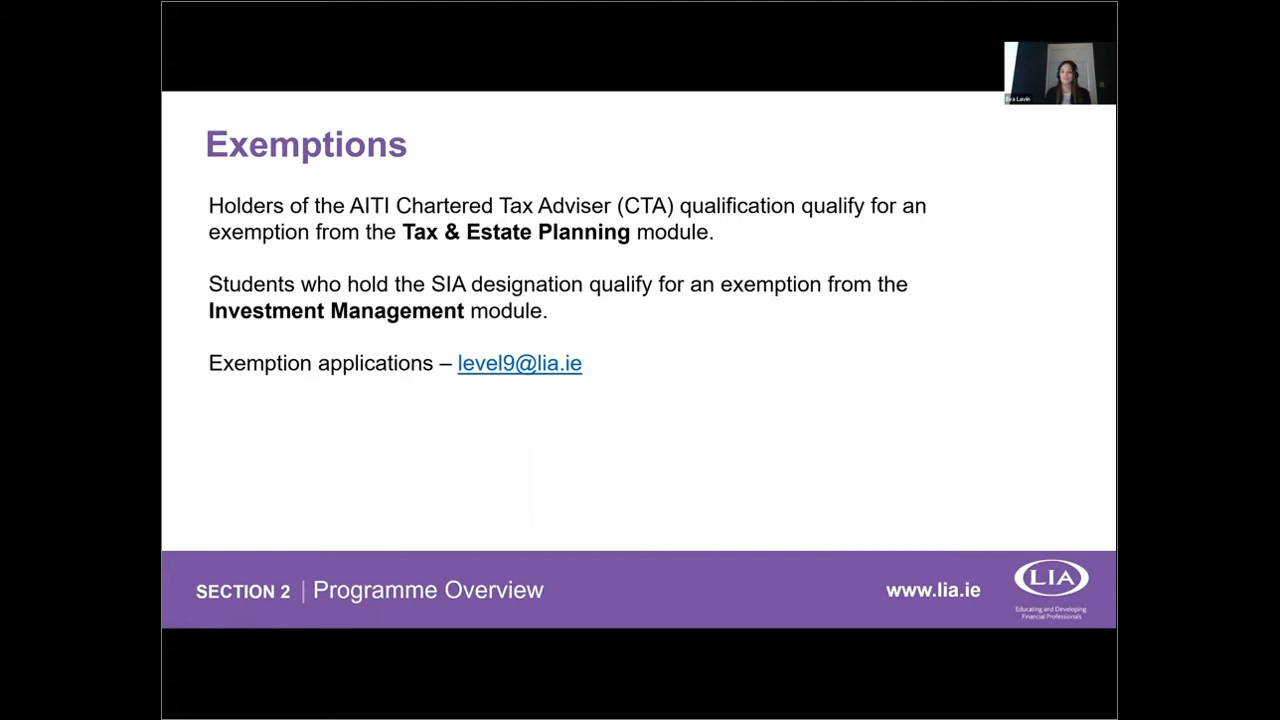 Exemptions
Holders of the AITI Chartered Tax Adviser (CTA) qualification qualify for an
exemption from the Tax & Estate Planning module.
Students who hold the SIA designation qualify for an exemption from the
Investment Management module.
Exemption applications – level9@lia.ie
SECTION 2 | Programme Overview
www.lia.ie
LIA
Educating and Developing
Financial Professionals
Lavin